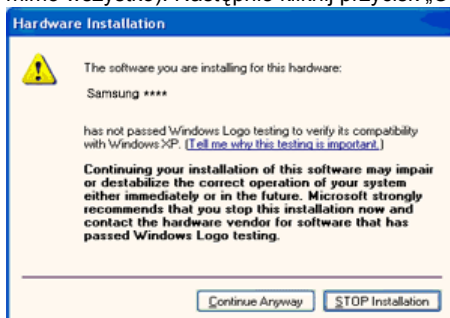 Hardware Installation
The software you are installing for this hardware:
Samsung ****
has not passed Windows Logo testing to verify its compatibility
with Windows XP. (Tell me why this testing is important.)
Continuing your installation of this software may impair
or destabilize the correct operation of your system
either immediately or in the future. Microsoft strongly
recommends that you stop this installation now and
contact the hardware vendor for software that has
passed Windows Logo testing.
Continue Anyway STOP Installation